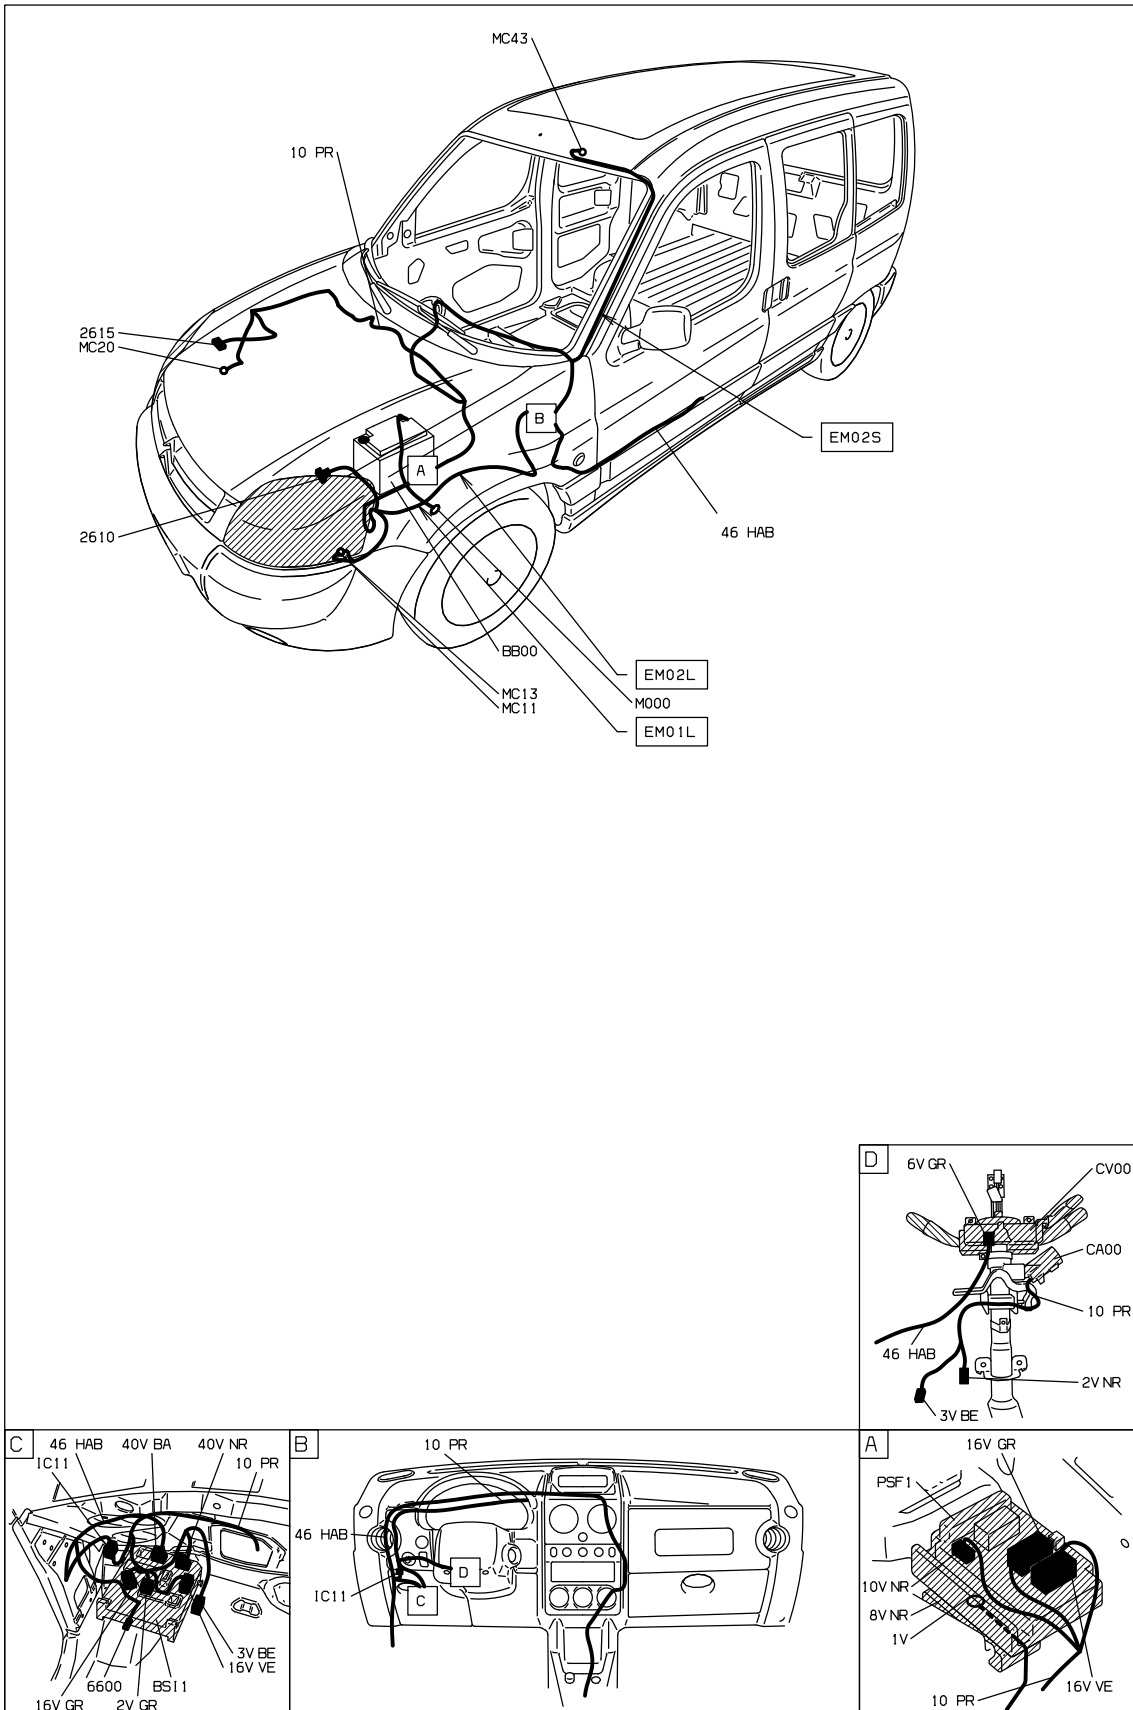 MC43
10 PR
2615
MC20
B
EM02S
A
46 HAB
2610
BB00
EM02L
MC13
M000
MC11
EM01L
D
6V GR
CV00
CA00
10 PR
46 HAB
2V NR
3V BE
C
46 HAB
40V BA
40V NR
IC11
10 PR
3V BE
16V VE
6600
BSI1
16V GR
2V GR
B
10 PR
46 HAB
D
IC11
C
A
16V GR
PSF1
10V NR
8V NR
1V
16V VE
10 PR